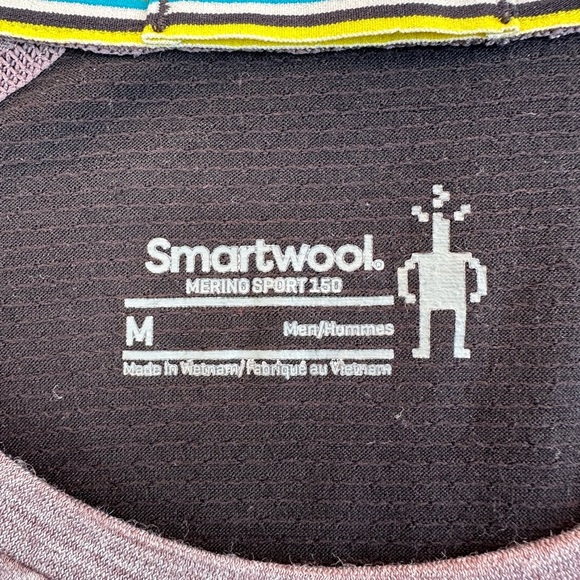 Smartwool®
MERINO SPORT 150
M
Men/Hommes
Made in Vietnam/Fabriqué au Vietnam